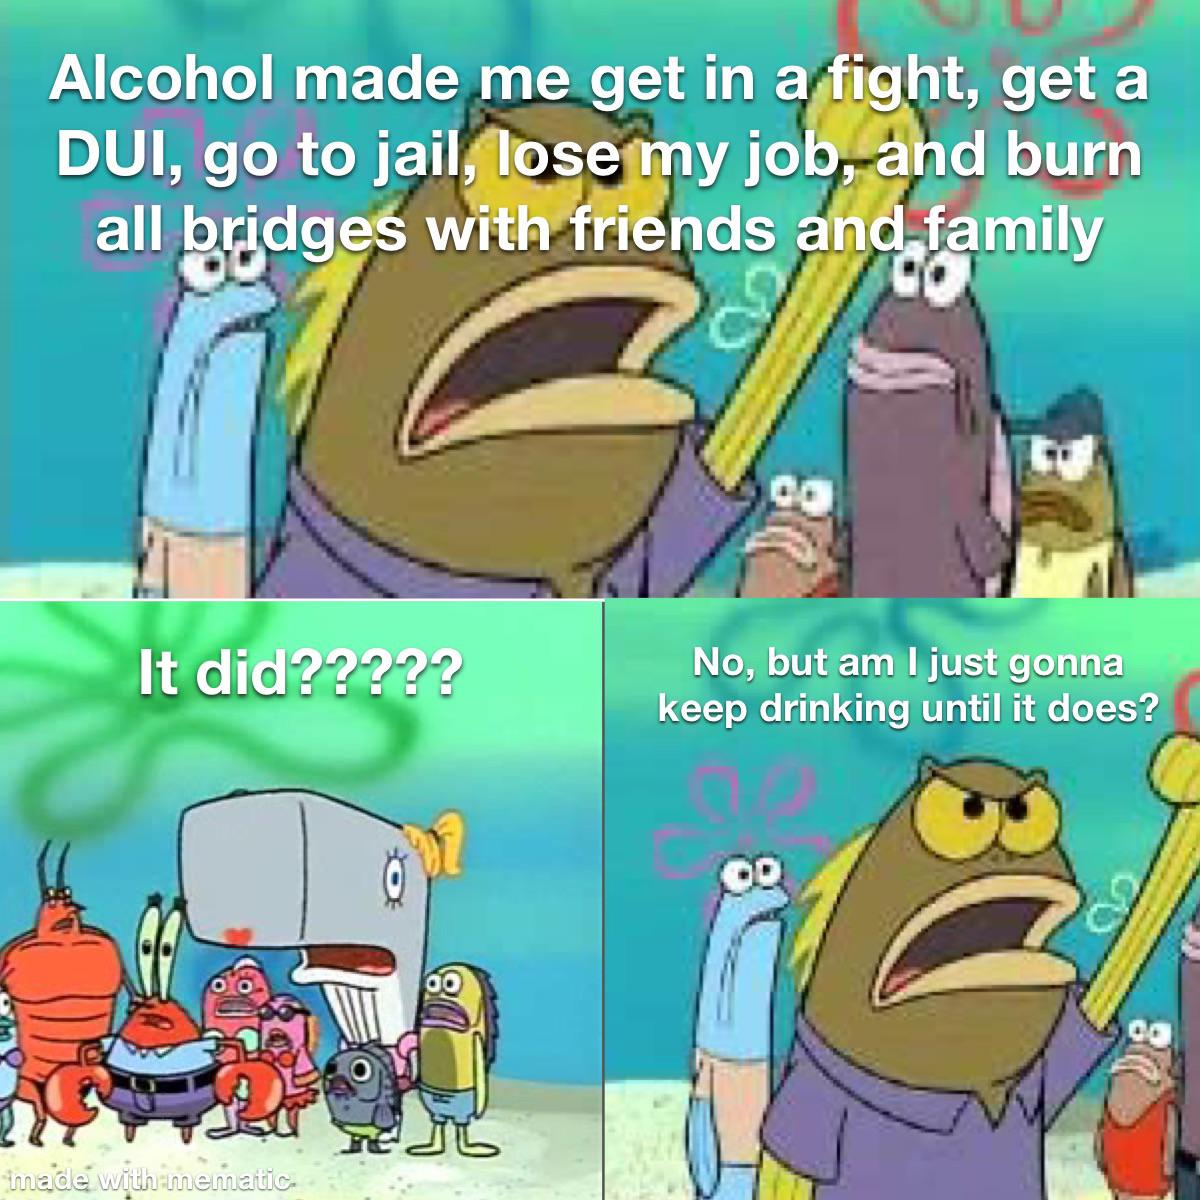 Alcohol made me get in a fight, get a
DUI, go to jail, lose my job, and burn
all bridges with friends and family
It did?????
No, but am I just gonna
keep drinking until it does?
made with mematic